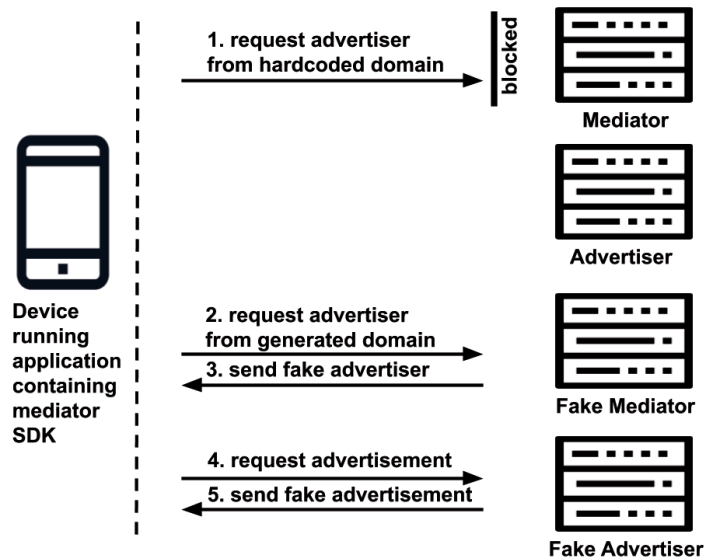 1. request advertiser
from hardcoded domain
blocked
Mediator
Advertiser
Device
running
application
containing
mediator
SDK
2. request advertiser
from generated domain
3. send fake advertiser
Fake Mediator
4. request advertisement
5. send fake advertisement
Fake Advertiser